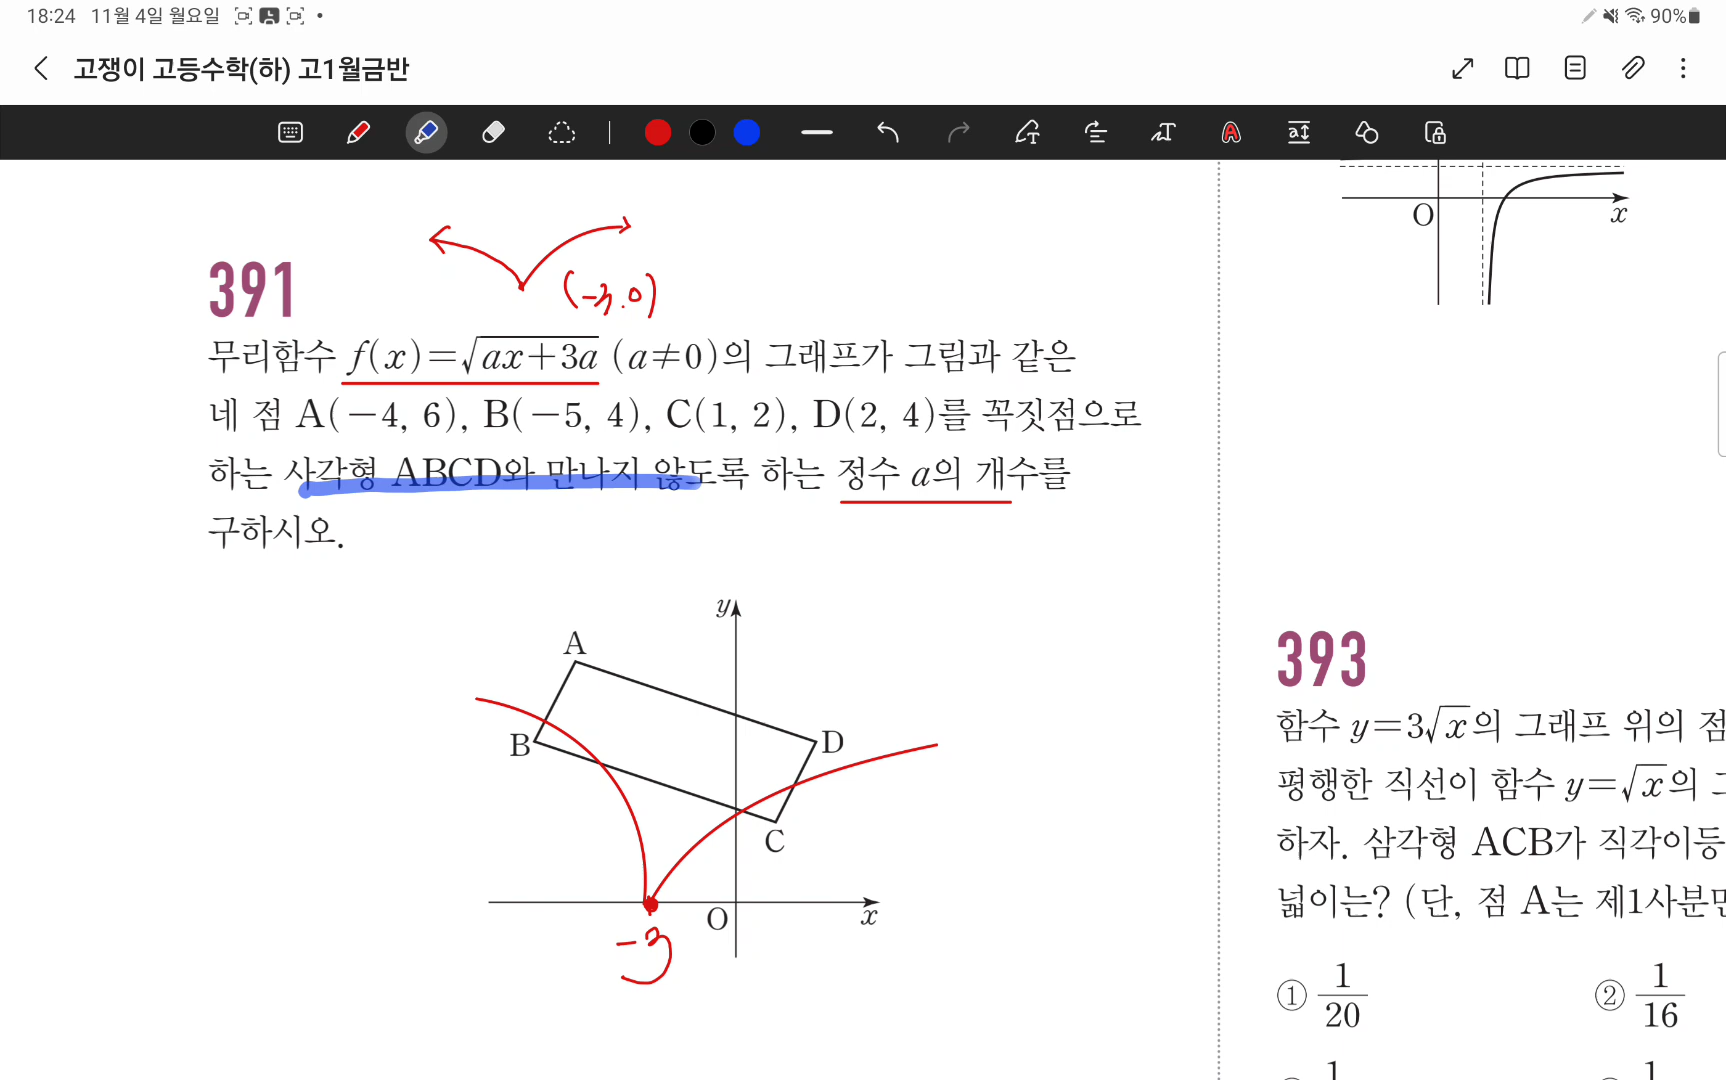 18:24 11월 4일 월요일
90%
고쟁이 고등수학(하) 고1월금반
(-3.0)
391
무리함수 f(x)=√(ax+3a) (a≠0)의 그래프가 그림과 같은
네 점 A(-4, 6), B(-5, 4), C(1, 2), D(2, 4)를 꼭짓점으로
하는 사각형 ABCD와 만나지 않도록 하는 정수 a의 개수를
구하시오.
y
A
B
D
C
O
x
-3
O
x
393
함수 y=3√x의 그래프 위의 점
평행한 직선이 함수 y=√x의
하자. 삼각형 ACB가 직각이등
넓이는? (단, 점 A는 제1사분
① 1/20 ② 1/16
1 1